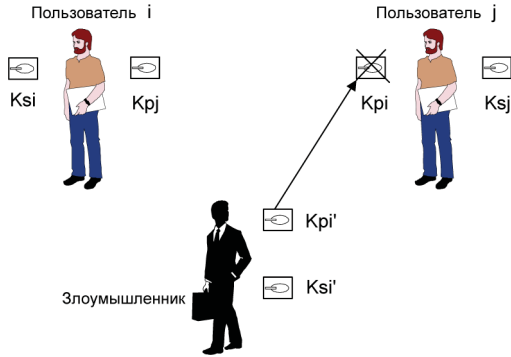 Пользователь i
Пользователь j
Ksi
Kpj
Kpi
Ksj
Kpi'
Ksi'
Злоумышленник